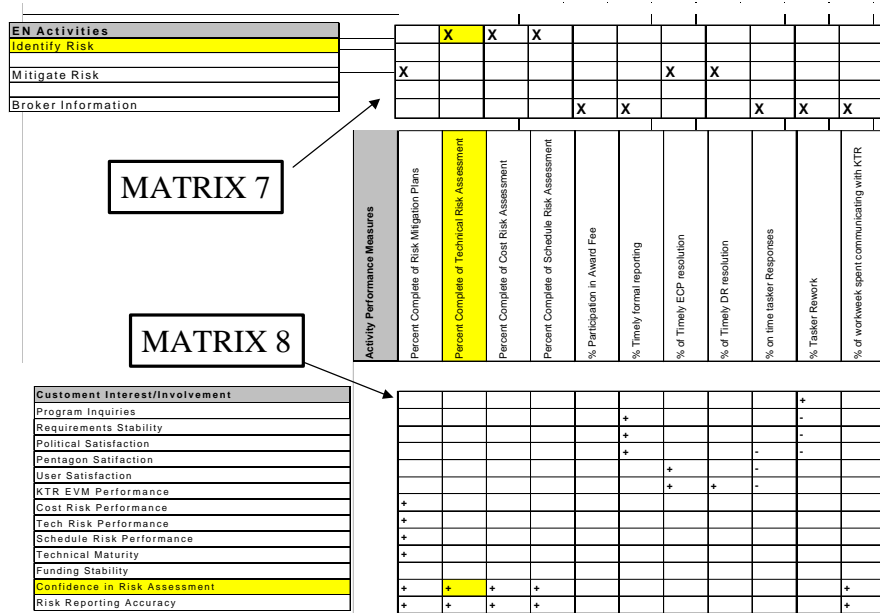 EN Activities
X X X
Identify Risk
Mitigate Risk
X X X
Broker Information
X X X X X
MATRIX 7
Activity Performance Measures
Percent Complete of Risk Mitigation Plans
Percent Complete of Technical Risk Assessment
Percent Complete of Cost Risk Assessment
Percent Complete of Schedule Risk Assessment
% Participation in Award Fee
% Timely formal reporting
% of Timely ECP resolution
% of Timely DR resolution
% on time tasker Responses
% Tasker Rework
% of workweek spent communicating with KTR
MATRIX 8
Customent Interest/Involvement
+
Program Inquiries
+ -
Requirements Stability
+ -
Political Satisfaction
+ - -
Pentagon Satifaction
+ -
User Satisfaction
+ + -
KTR EVM Performance
+
Cost Risk Performance
+
Tech Risk Performance
+
Schedule Risk Performance
+
Technical Maturity
Funding Stability
Confidence in Risk Assessment
+ + + + +
Risk Reporting Accuracy
+ + + + +